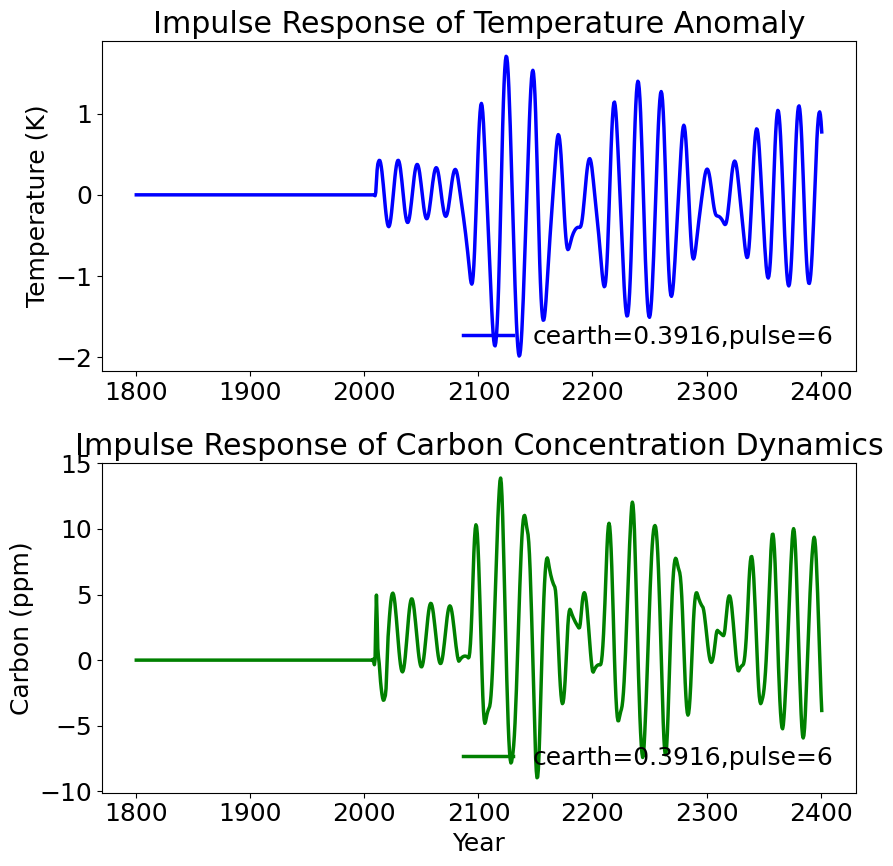 Impulse Response of Temperature Anomaly
Temperature (K)
1
0
−1
−2
cearth=0.3916,pulse=6
1800 1900 2000 2100 2200 2300 2400
Impulse Response of Carbon Concentration Dynamics
Carbon (ppm)
15
10
5
0
−5
−10
cearth=0.3916,pulse=6
1800 1900 2000 2100 2200 2300 2400
Year